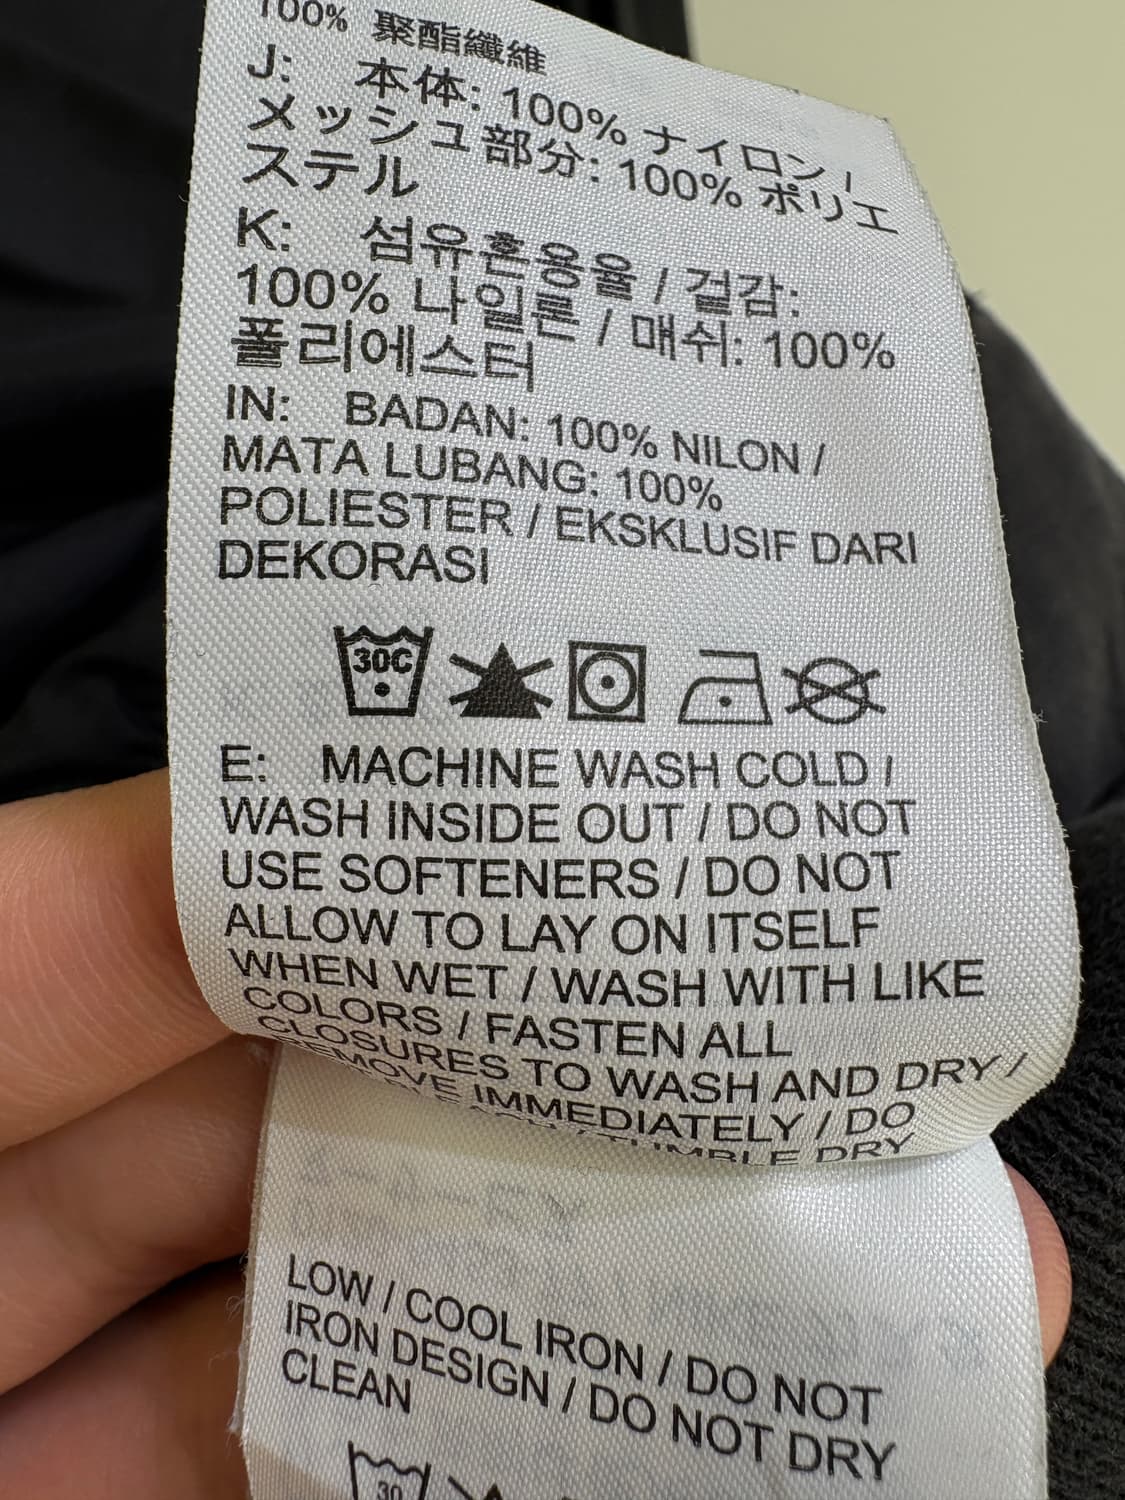 100% 聚酯纖維
J: 本体: 100% ナイロン /
メッシュ部分: 100% ポリエ
ステル
K: 섬유혼용율 / 겉감:
100% 나일론 / 매쉬: 100%
폴리에스터
IN: BADAN: 100% NILON /
MATA LUBANG: 100%
POLIESTER / EKSKLUSIF DARI
DEKORASI
30C
E: MACHINE WASH COLD /
WASH INSIDE OUT / DO NOT
USE SOFTENERS / DO NOT
ALLOW TO LAY ON ITSELF
WHEN WET / WASH WITH LIKE
COLORS / FASTEN ALL
CLOSURES TO WASH AND DRY /
REMOVE IMMEDIATELY / DO
/ TUMBLE DRY
LOW / COOL IRON / DO NOT
IRON DESIGN / DO NOT DRY
CLEAN
30